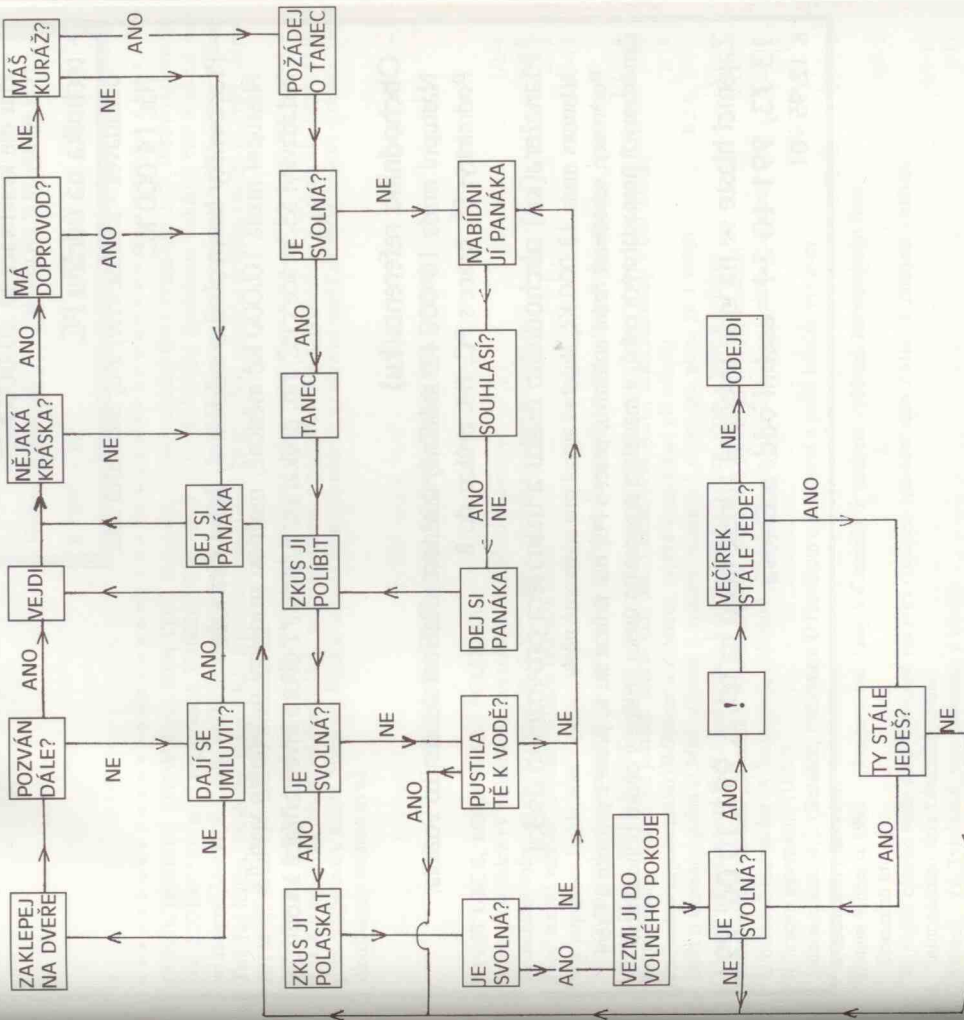 ZAKLEPEJ
NA DVEŘE
POZVÁN
DÁLE?
ANO
VEJDI
NĚJAKÁ
KRÁSKA?
ANO
MÁ
DOPROVOD?
NE
MÁŠ
KURÁŽ?
NE
NE
ANO
NE
ANO
NE
DAJÍ SE
UMLUVIT?
ANO
DEJ SI
PANÁKA
ZKUS JI
POLASKAT
ANO
JE
SVOLNÁ?
ZKUS JI
POLÍBIT
TANEC
ANO
JE
SVOLNÁ?
POŽÁDEJ
O TANEC
NE
NE
ANO
PUSTILA
TĚ K VODĚ?
DEJ SI
PANÁKA
ANO
NE
SOUHLASÍ?
NABÍDNI
JÍ PANÁKA
JE
SVOLNÁ?
NE
NE
ANO
VEZMI JI DO
VOLNÉHO POKOJE
NE
JE
SVOLNÁ?
ANO
!
VEČÍREK
STÁLE JEDE?
NE
ODEJDI
ANO
ANO
TY STÁLE
JEDEŠ?
NE